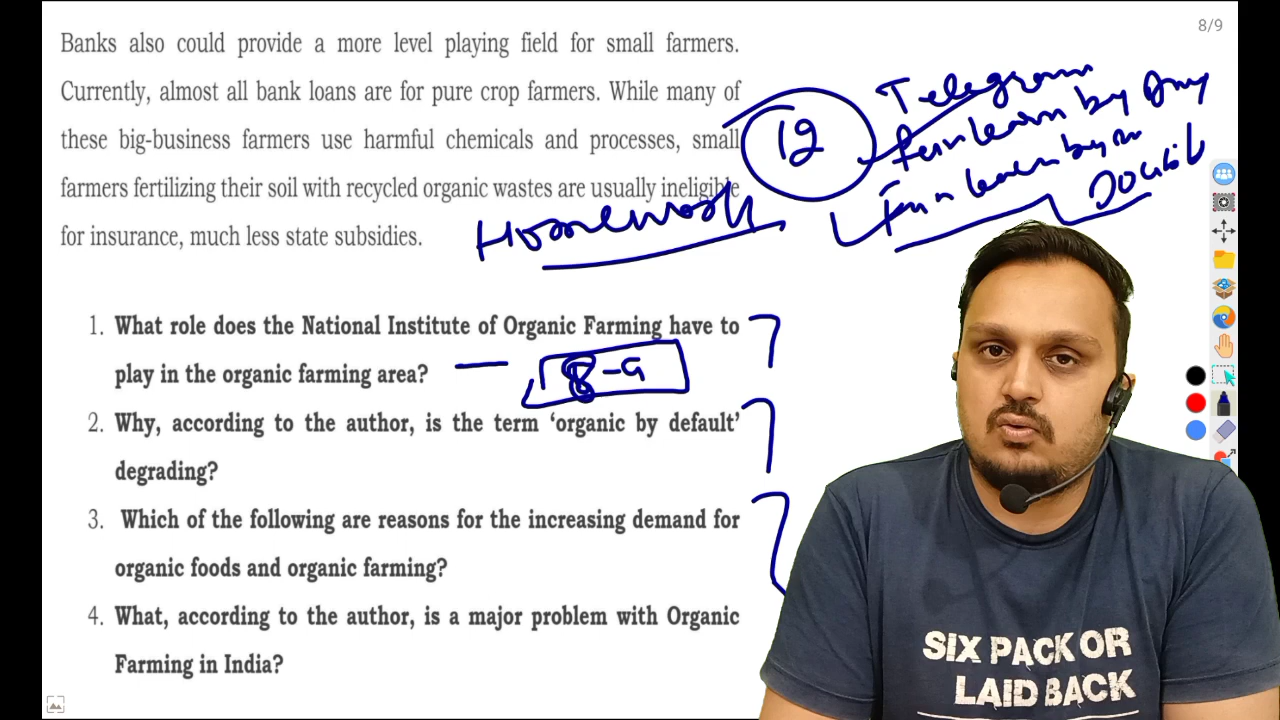 8/9
Banks also could provide a more level playing field for small farmers.
Currently, almost all bank loans are for pure crop farmers. While many of
these big-business farmers use harmful chemicals and processes, small
farmers fertilizing their soil with recycled organic wastes are usually ineligible
for insurance, much less state subsidies.
12
Telegram
Homework
1. What role does the National Institute of Organic Farming have to
play in the organic farming area?
8-9
2. Why, according to the author, is the term ‘organic by default’
degrading?
3. Which of the following are reasons for the increasing demand for
organic foods and organic farming?
4. What, according to the author, is a major problem with Organic
Farming in India?
SIX PACK OR
LAID BACK